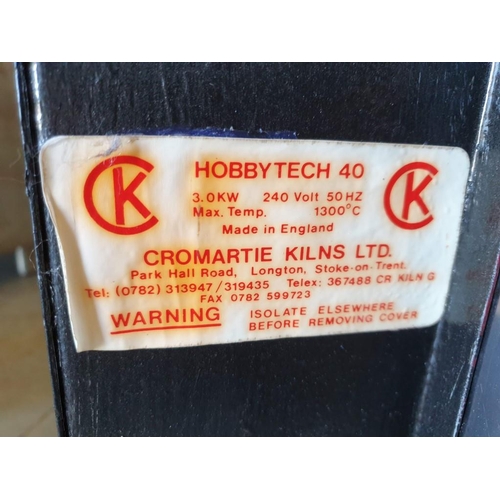 CK HOBBYTECH 40 CK
3.0KW 240 Volt 50HZ
Max. Temp. 1300°C
Made in England
CROMARTIE KILNS LTD.
Park Hall Road, Longton, Stoke-on-Trent.
Tel: (0782) 313947/319435 Telex: 367488 CR KILN G
FAX 0782 599723
WARNING ISOLATE ELSEWHERE
BEFORE REMOVING COVER